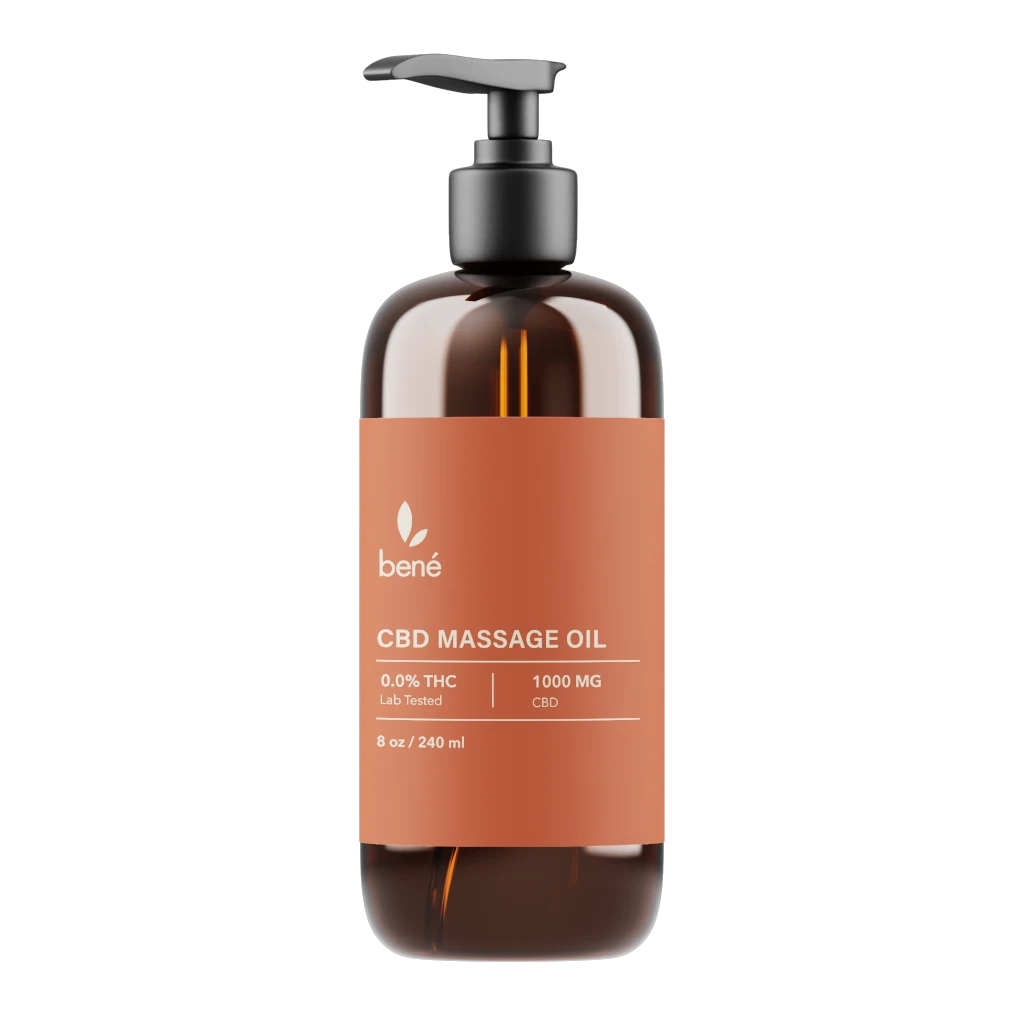 bené
CBD MASSAGE OIL
0.0% THC
Lab Tested
1000 MG
CBD
8 oz / 240 ml